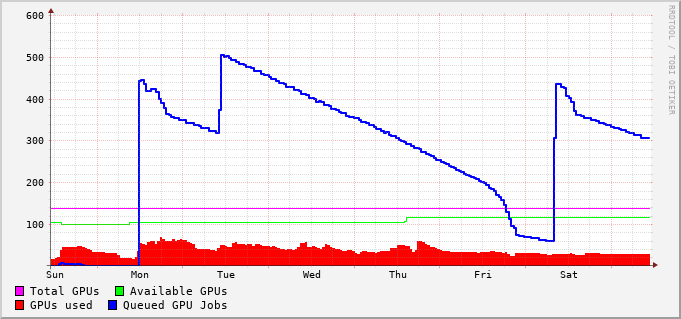 600
500
400
300
200
100
Sun Mon Tue Wed Thu Fri Sat
Total GPUs Available GPUs
GPUs used Queued GPU Jobs
RRDTOOL / TOBI OETIKER